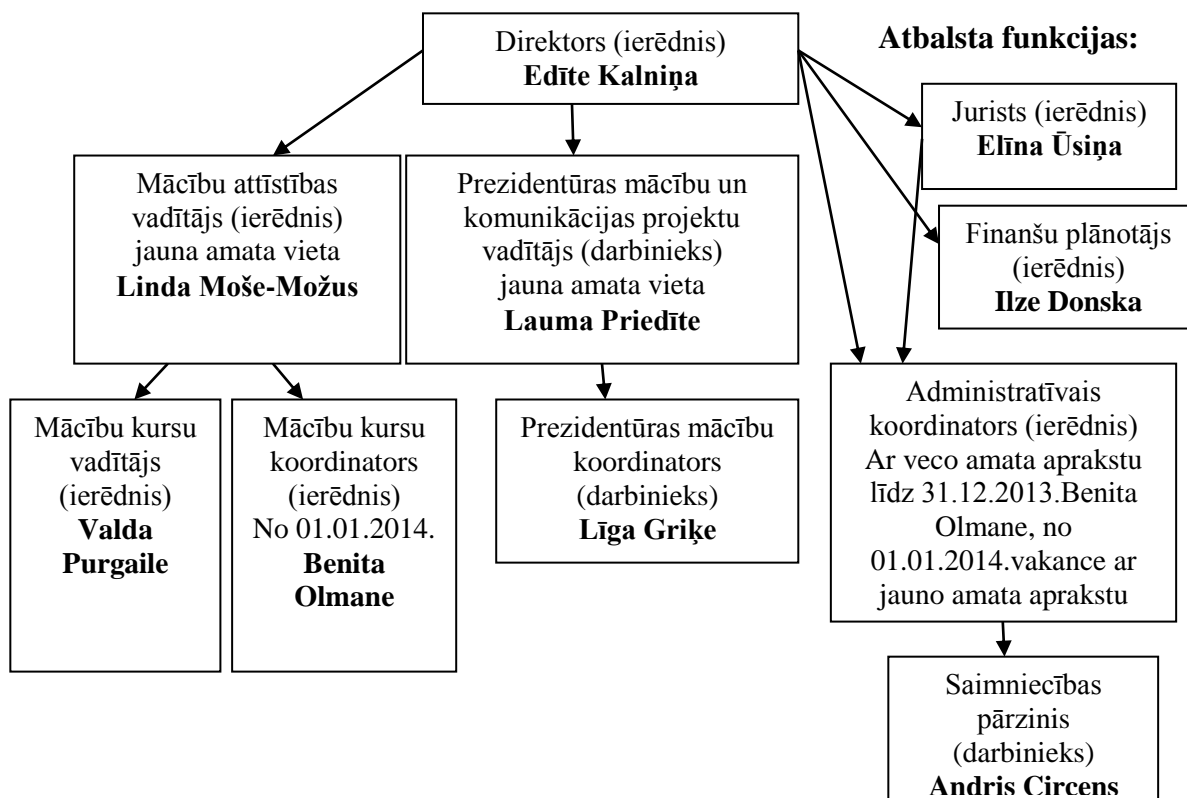 Direktors (ierēdnis)
Edīte Kalniņa
Atbalsta funkcijas:
Jurists (ierēdnis)
Elīna Ūsiņa
Mācību attīstības
vadītājs (ierēdnis)
jauna amata vieta
Linda Moše-Možus
Prezidentūras mācību un
komunikācijas projektu
vadītājs (darbinieks)
jauna amata vieta
Lauma Priedīte
Finanšu plānotājs
(ierēdnis)
Ilze Donska
Mācību kursu
vadītājs
(ierēdnis)
Valda
Purgaile
Mācību kursu
koordinators
(ierēdnis)
No 01.01.2014.
Benita
Olmane
Prezidentūras mācību
koordinators
(darbinieks)
Līga Griķe
Administratīvais
koordinators (ierēdnis)
Ar veco amata aprakstu
līdz 31.12.2013.Benita
Olmane, no
01.01.2014.vakance ar
jauno amata aprakstu
Saimniecības
pārzinis
(darbinieks)
Andris Circens